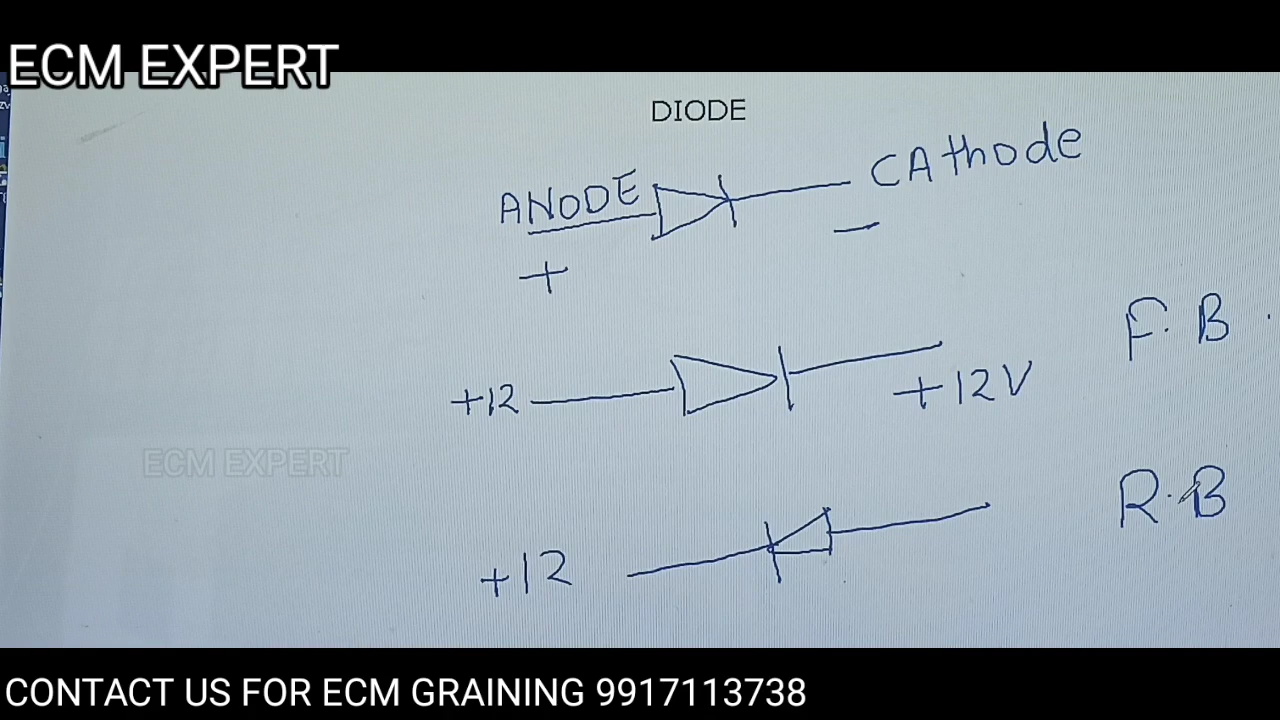 ECM EXPERT
DIODE
ANODE CAthode
+ −
F. B.
+12 +12V
ECM EXPERT
R. B
+12
CONTACT US FOR ECM GRAINING 9917113738